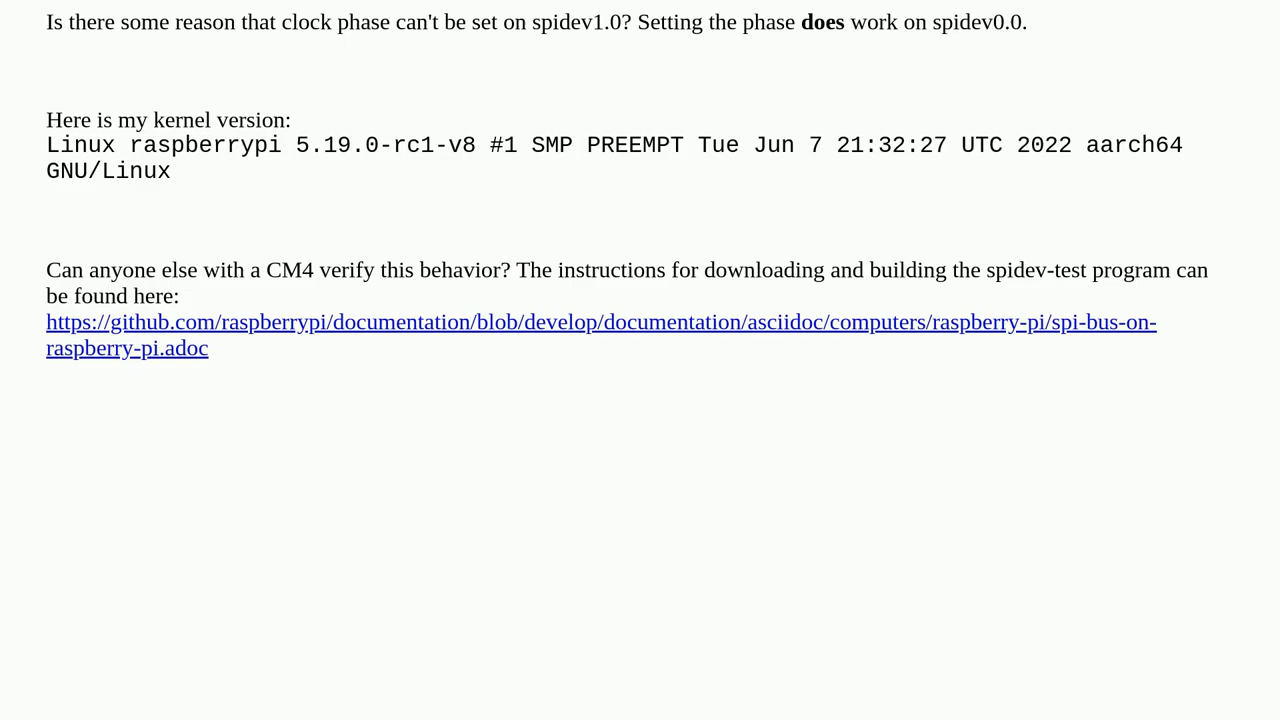 Is there some reason that clock phase can't be set on spidev1.0? Setting the phase does work on spidev0.0.
Here is my kernel version:
Linux raspberrypi 5.19.0-rc1-v8 #1 SMP PREEMPT Tue Jun 7 21:32:27 UTC 2022 aarch64
GNU/Linux
Can anyone else with a CM4 verify this behavior? The instructions for downloading and building the spidev-test program can
be found here:
https://github.com/raspberrypi/documentation/blob/develop/documentation/asciidoc/computers/raspberry-pi/spi-bus-on-
raspberry-pi.adoc